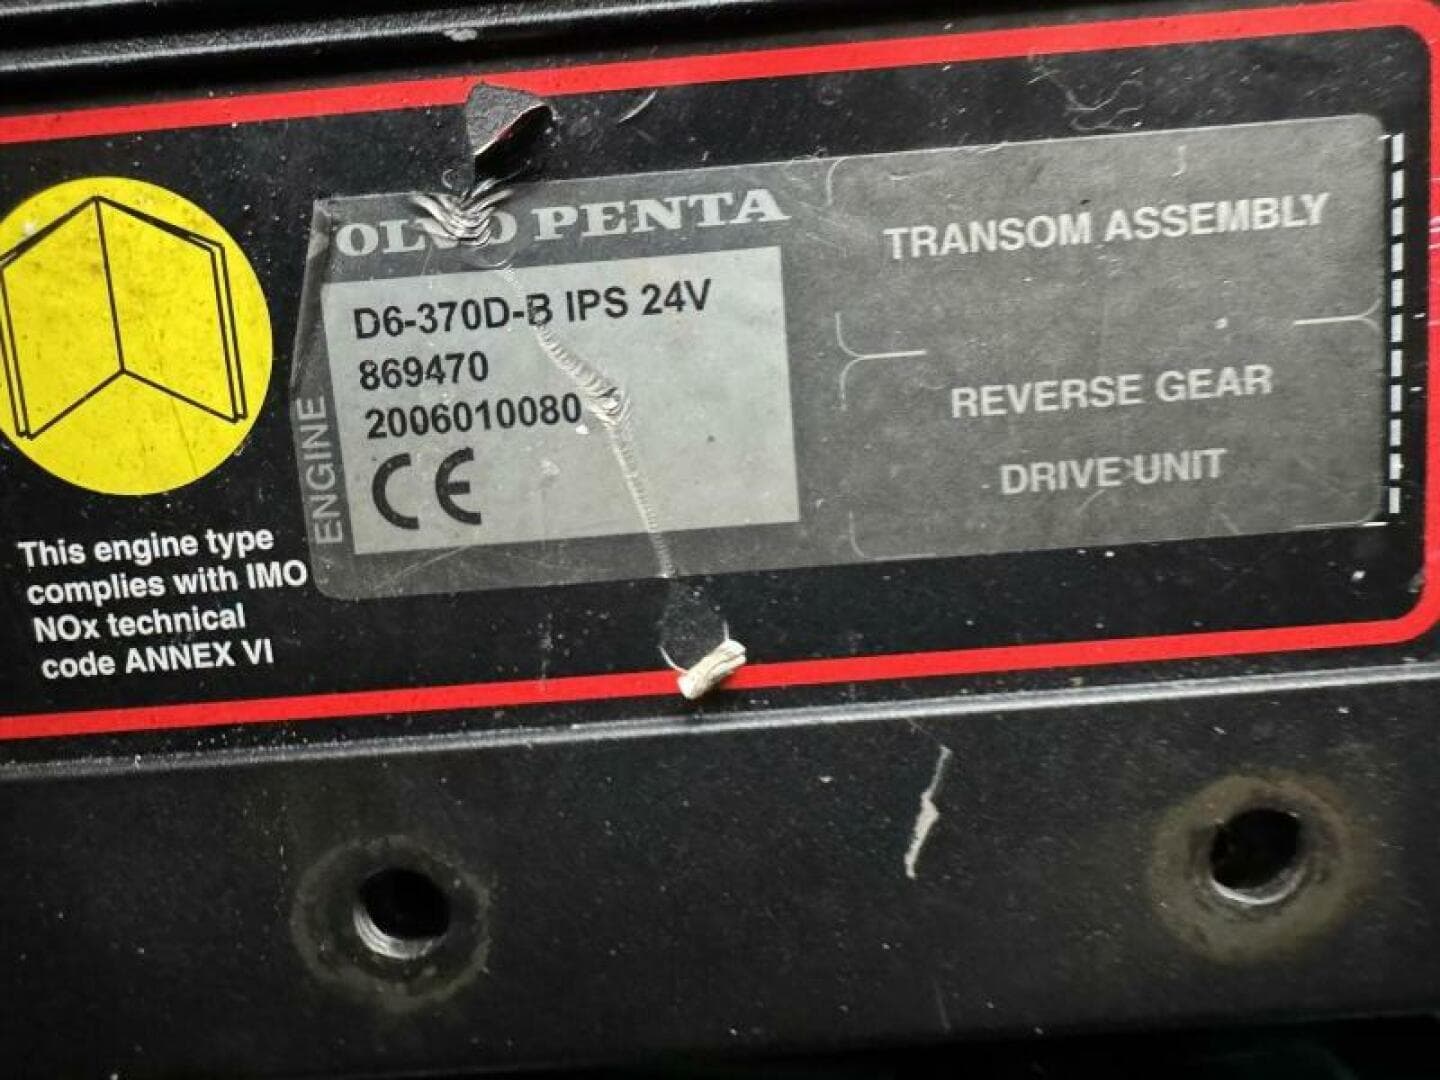 OLVO PENTA
D6-370D-B IPS 24V
869470
2006010080
CE
ENGINE
TRANSOM ASSEMBLY
REVERSE GEAR
DRIVE UNIT
This engine type
complies with IMO
NOx technical
code ANNEX VI